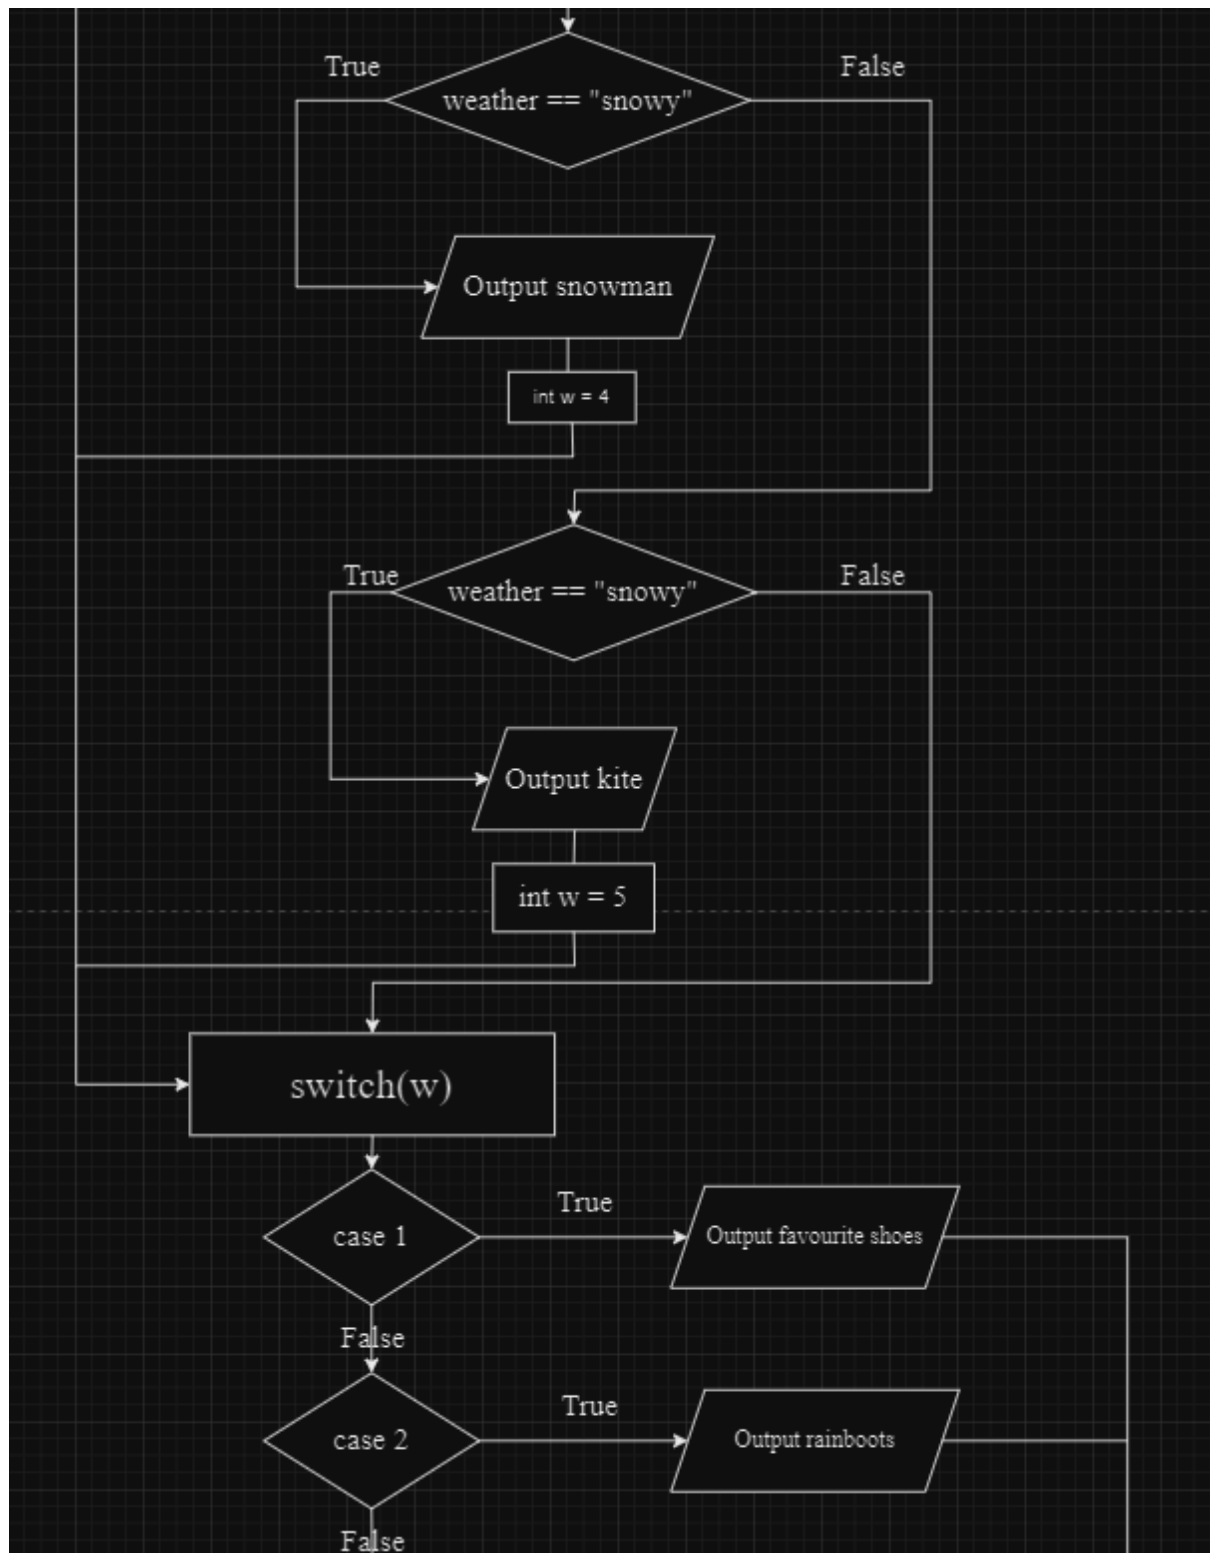 True
False
weather == "snowy"
Output snowman
int w = 4
True
False
weather == "snowy"
Output kite
int w = 5
switch(w)
True
case 1
Output favourite shoes
False
True
case 2
Output rainboots
False